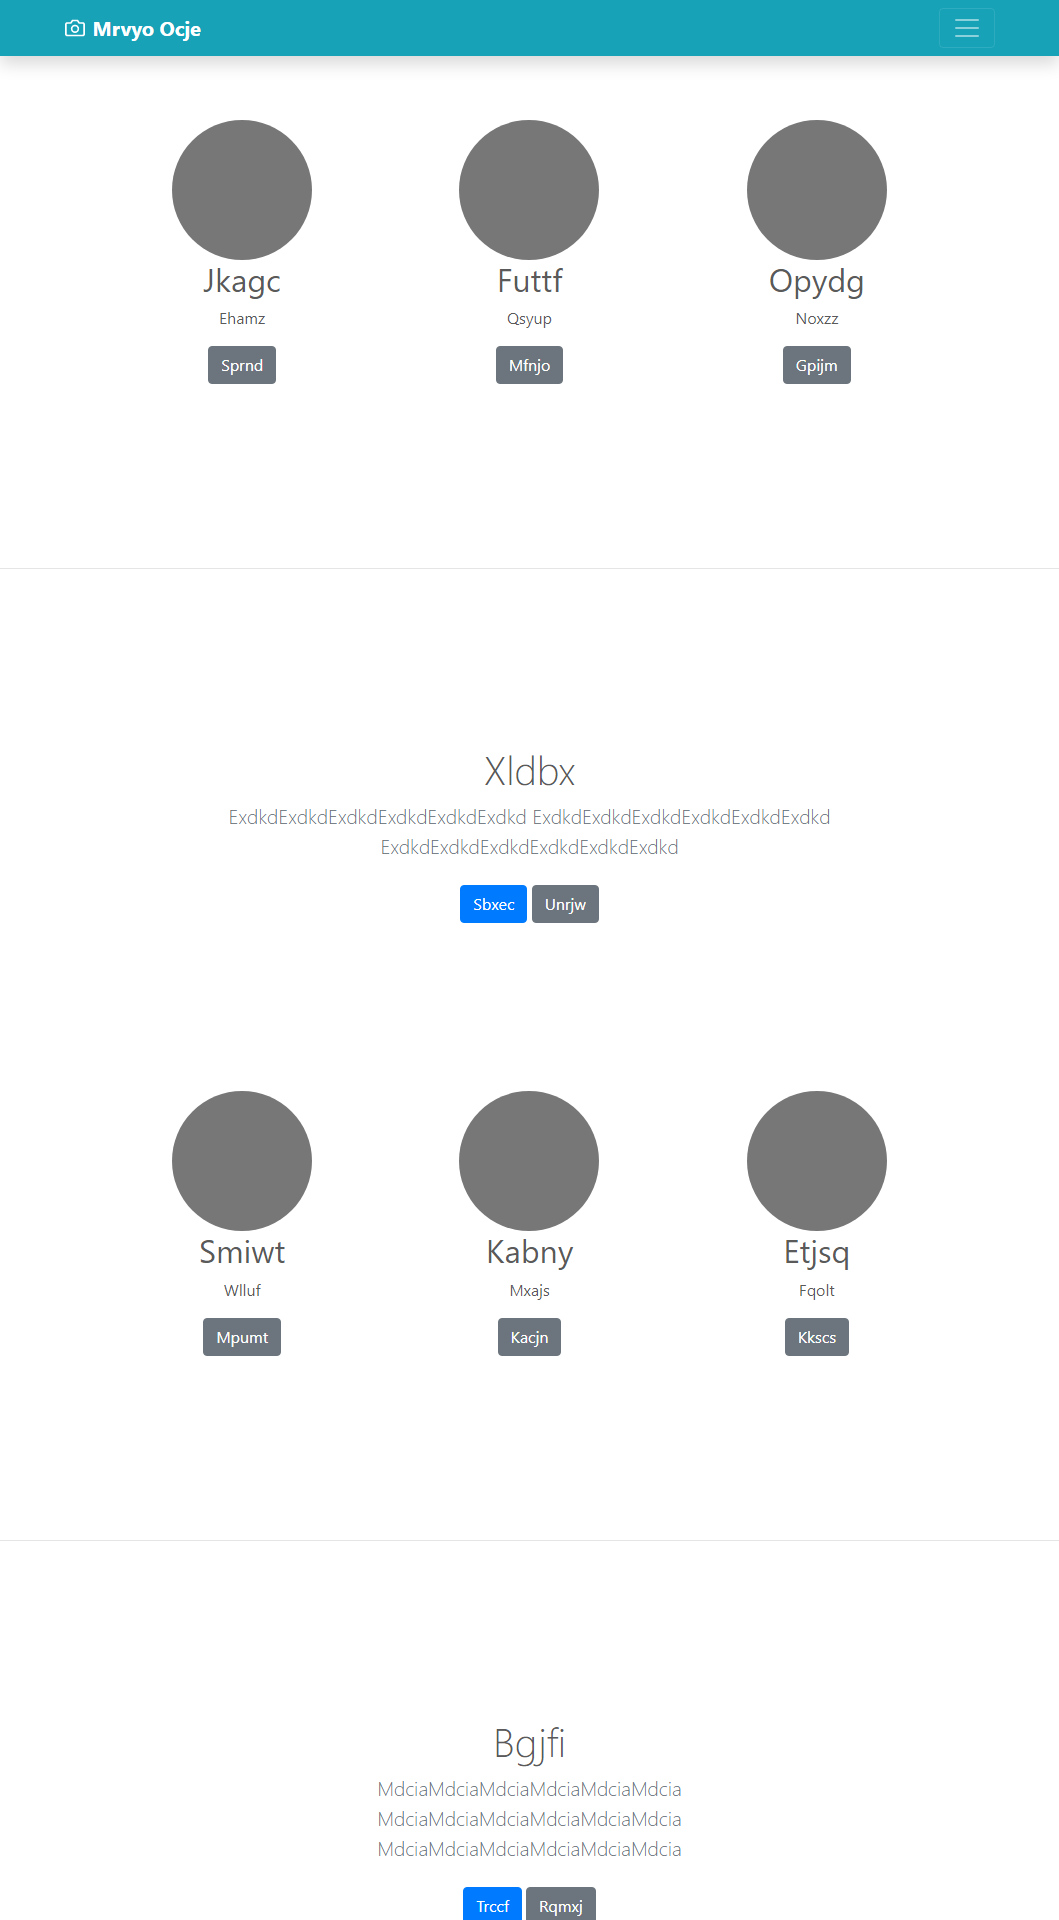 Mrvyo Ocje
Jkagc
Ehamz
Sprnd
Futtf
Qsyup
Mfnjo
Opydg
Noxzz
Gpijm
Xldbx
ExdkdExdkdExdkdExdkdExdkdExdkd ExdkdExdkdExdkdExdkdExdkdExdkd
ExdkdExdkdExdkdExdkdExdkdExdkd
Sbxec Unrjw
Smiwt
Wlluf
Mpumt
Kabny
Mxajs
Kacjn
Etjsq
Fqolt
Kkscs
Bgjfi
MdciaMdciaMdciaMdciaMdciaMdcia
MdciaMdciaMdciaMdciaMdciaMdcia
MdciaMdciaMdciaMdciaMdciaMdcia
Trccf Rqmxj